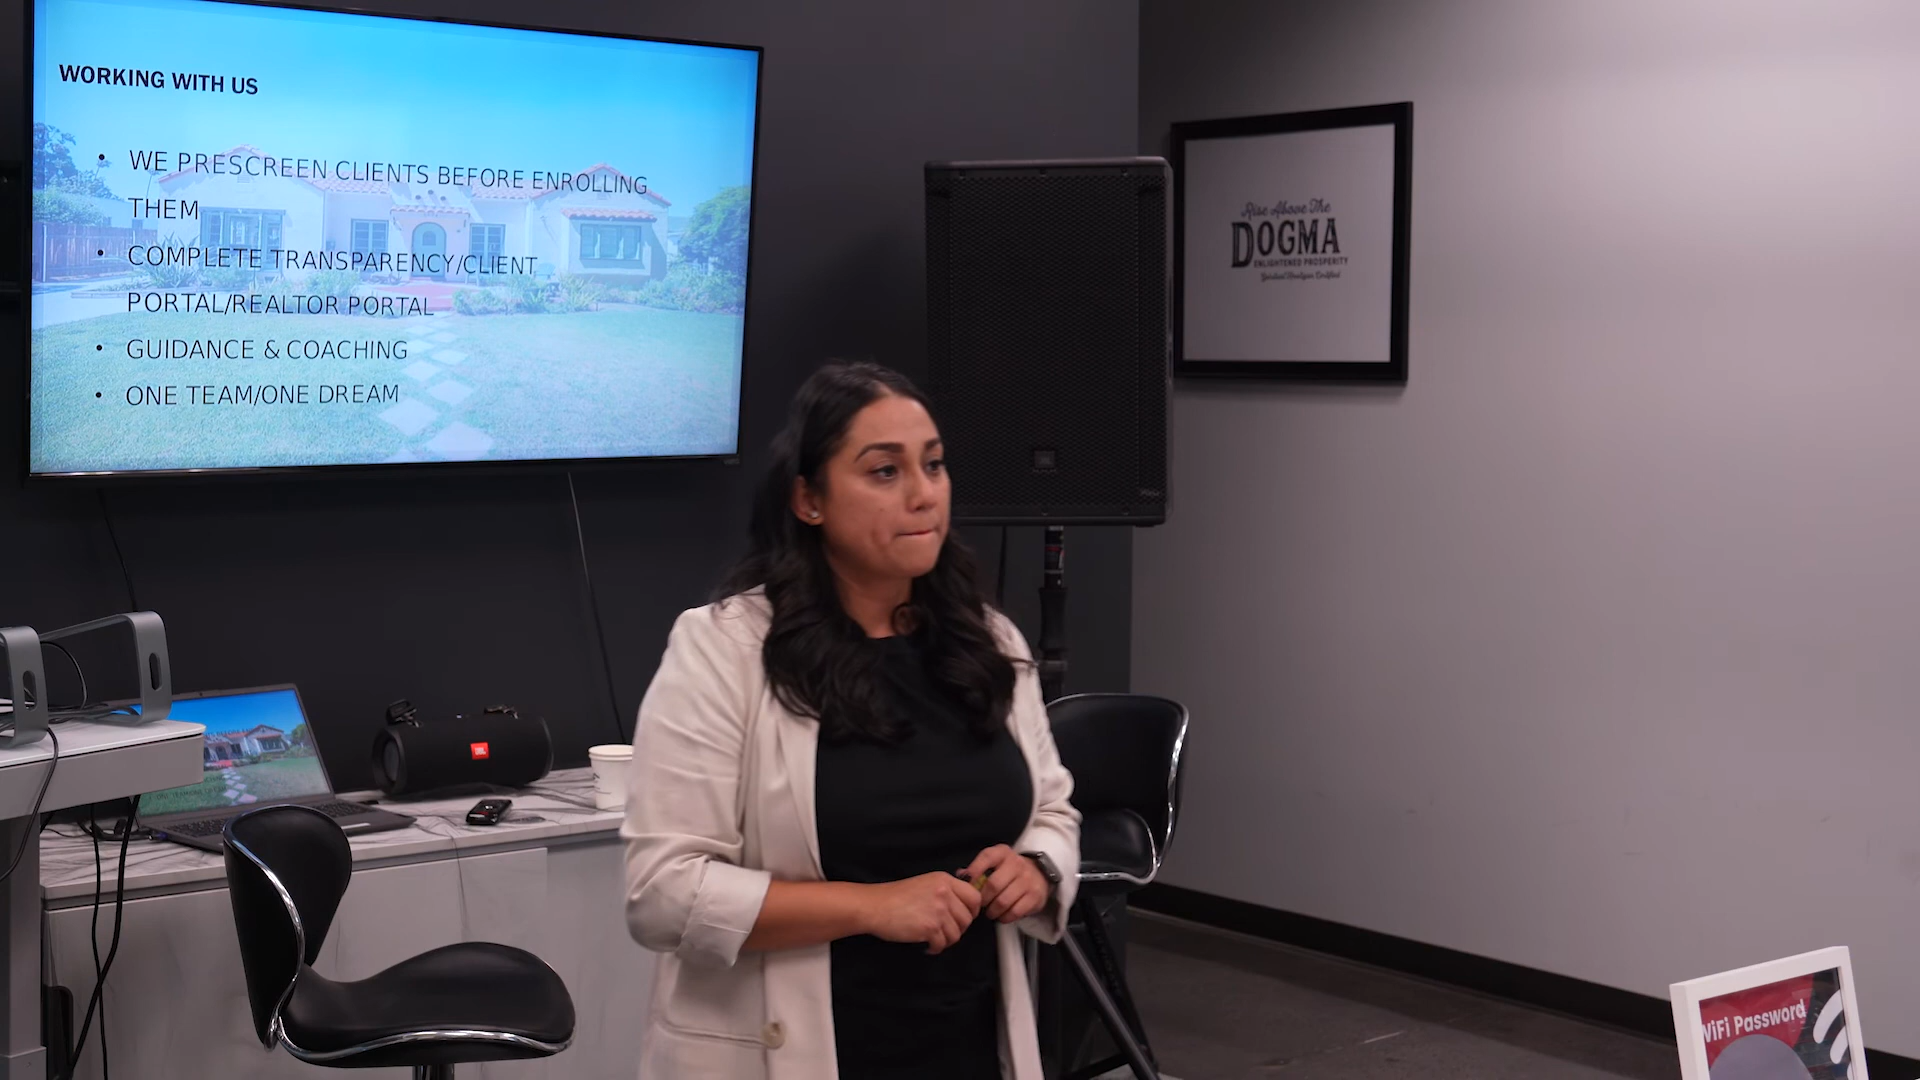 WORKING WITH US
• WE PRESCREEN CLIENTS BEFORE ENROLLING
THEM
• COMPLETE TRANSPARENCY/CLIENT
PORTAL/REALTOR PORTAL
• GUIDANCE & COACHING
• ONE TEAM/ONE DREAM
Rise Above The
DOGMA
ENLIGHTENED PROSPERITY
JBL
WiFi Password